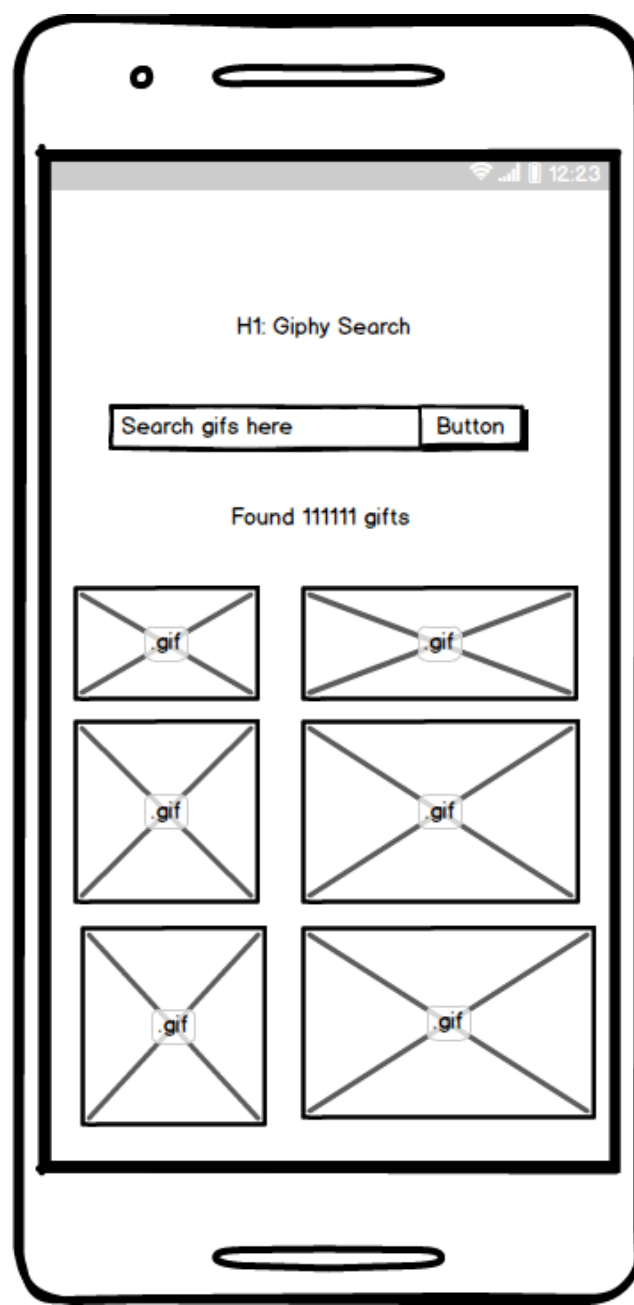 12:23
H1: Giphy Search
Search gifs here Button
Found 111111 gifts
.gif .gif
.gif .gif
.gif .gif